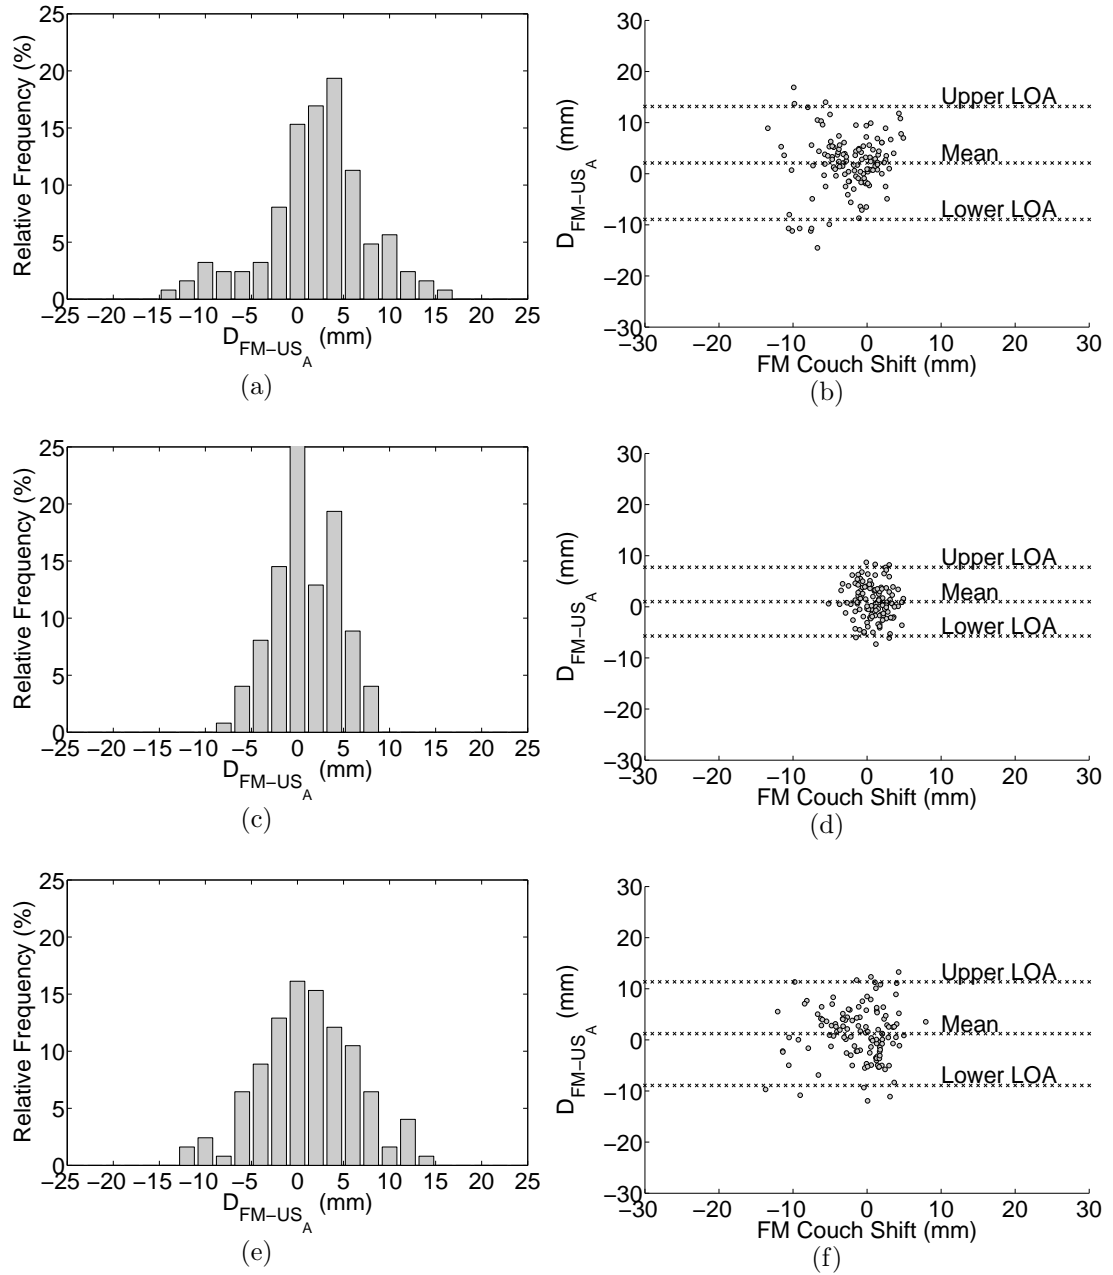 25
20
15
10
5
0
Relative Frequency (%)
−25 −20 −15 −10 −5 0 5 10 15 20 25
D_FM−US_A (mm)
(a)
30
20
10
0
−10
−20
−30
D_FM−US_A (mm)
Upper LOA
Mean
Lower LOA
−30 −20 −10 0 10 20 30
FM Couch Shift (mm)
(b)
25
20
15
10
5
0
Relative Frequency (%)
−25 −20 −15 −10 −5 0 5 10 15 20 25
D_FM−US_A (mm)
(c)
30
20
10
0
−10
−20
−30
D_FM−US_A (mm)
Upper LOA
Mean
Lower LOA
−30 −20 −10 0 10 20 30
FM Couch Shift (mm)
(d)
25
20
15
10
5
0
Relative Frequency (%)
−25 −20 −15 −10 −5 0 5 10 15 20 25
D_FM−US_A (mm)
(e)
30
20
10
0
−10
−20
−30
D_FM−US_A (mm)
Upper LOA
Mean
Lower LOA
−30 −20 −10 0 10 20 30
FM Couch Shift (mm)
(f)